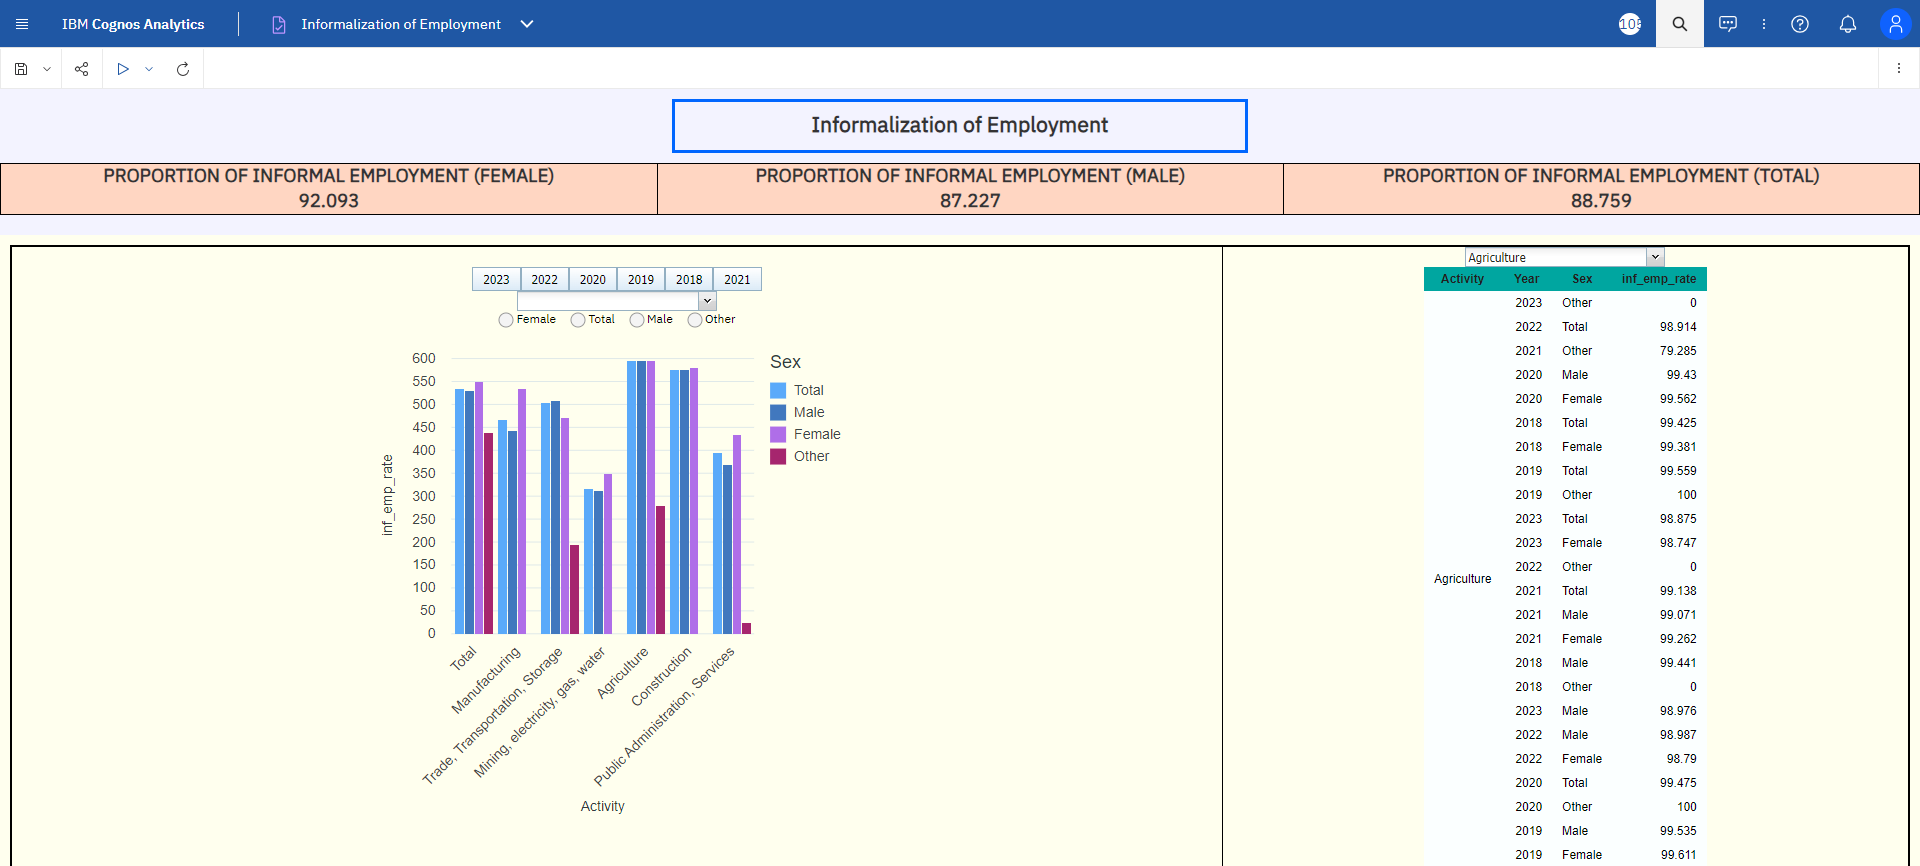 IBM Cognos Analytics
Informalization of Employment
105
Informalization of Employment
PROPORTION OF INFORMAL EMPLOYMENT (FEMALE)
92.093
PROPORTION OF INFORMAL EMPLOYMENT (MALE)
87.227
PROPORTION OF INFORMAL EMPLOYMENT (TOTAL)
88.759
2023 2022 2020 2019 2018 2021
Female Total Male Other
600
550
500
450
400
350
300
250
200
150
100
50
0
inf_emp_rate
Total
Manufacturing
Trade, Transportation, Storage
Mining, electricity, gas, water
Agriculture
Construction
Public Administration, Services
Activity
Sex
Total
Male
Female
Other
Agriculture
Activity Year Sex inf_emp_rate
2023 Other 0
2022 Total 98.914
2021 Other 79.285
2020 Male 99.43
2020 Female 99.562
2018 Total 99.425
2018 Female 99.381
2019 Total 99.559
2019 Other 100
2023 Total 98.875
2023 Female 98.747
2022 Other 0
Agriculture
2021 Total 99.138
2021 Male 99.071
2021 Female 99.262
2018 Male 99.441
2018 Other 0
2023 Male 98.976
2022 Male 98.987
2022 Female 98.79
2020 Total 99.475
2020 Other 100
2019 Male 99.535
2019 Female 99.611